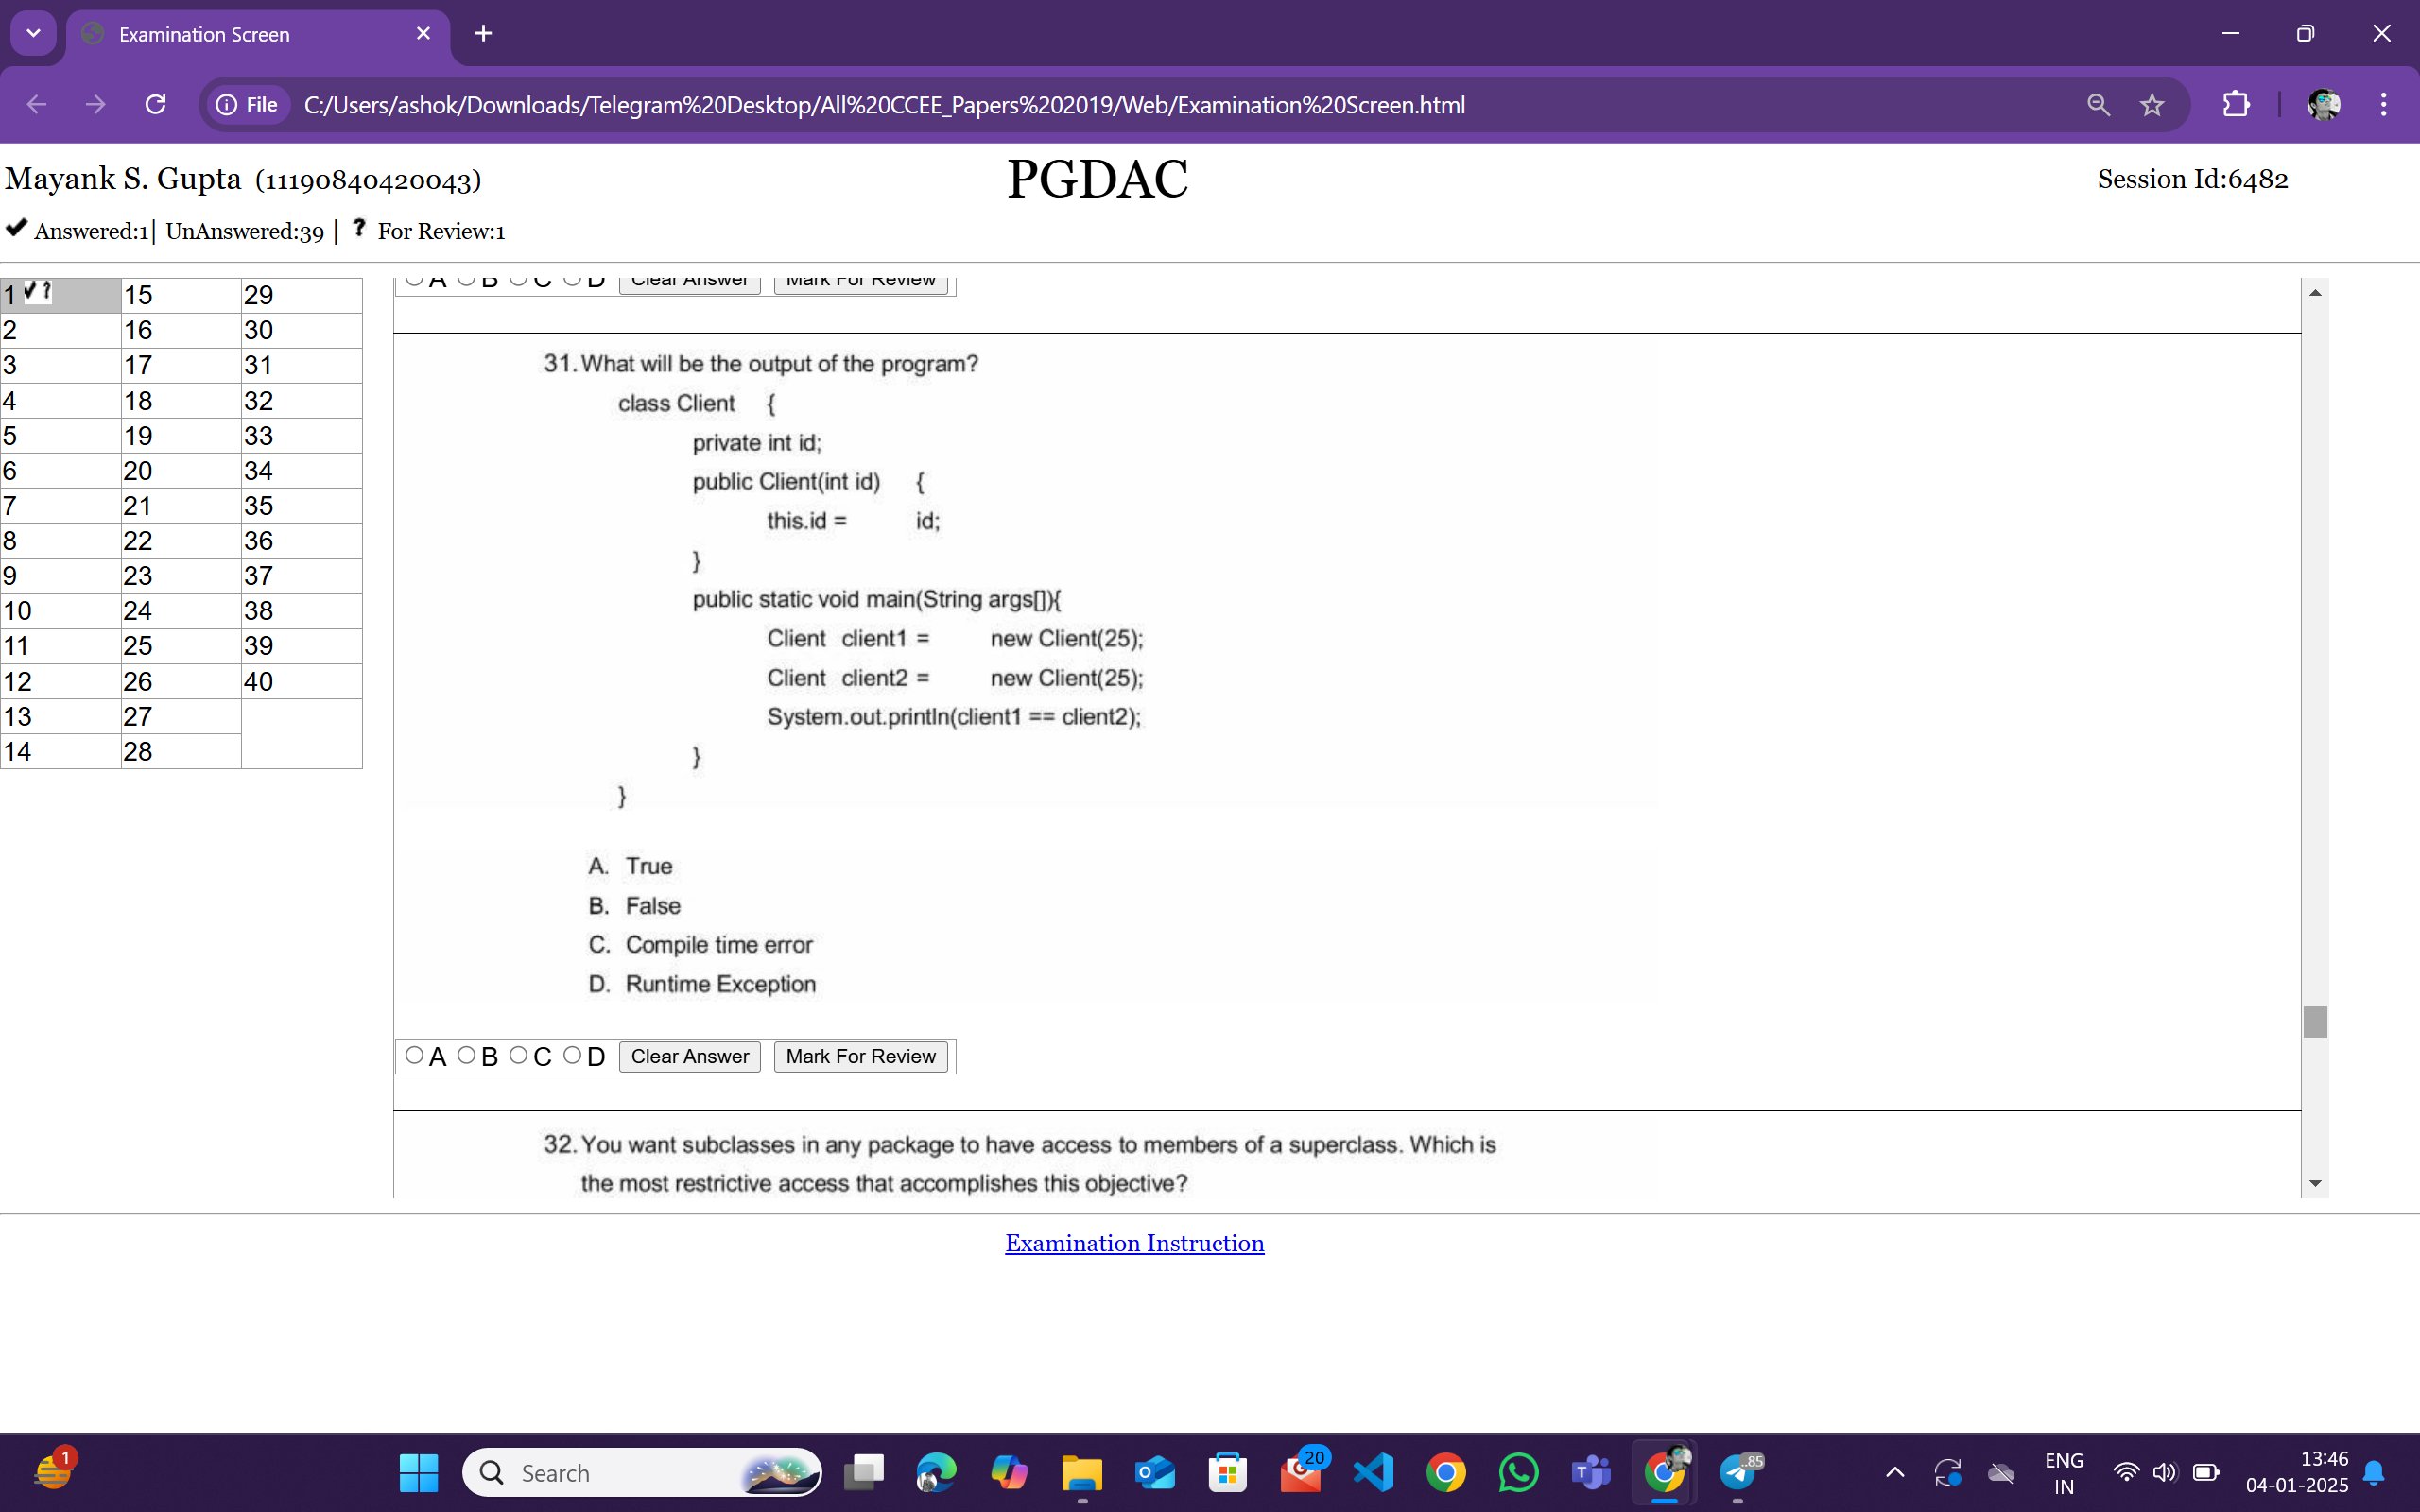 Examination Screen
File
C:/Users/ashok/Downloads/Telegram%20Desktop/All%20CCEE_Papers%202019/Web/Examination%20Screen.html
Mayank S. Gupta (11190840420043)
PGDAC
Session Id:6482
Answered:1| UnAnswered:39 | ? For Review:1
1 ? 15 29
2 16 30
3 17 31
4 18 32
5 19 33
6 20 34
7 21 35
8 22 36
9 23 37
10 24 38
11 25 39
12 26 40
13 27
14 28
A B C D Clear Answer Mark For Review
31. What will be the output of the program?
class Client {
private int id;
public Client(int id) {
this.id = id;
}
public static void main(String args[]){
Client client1 = new Client(25);
Client client2 = new Client(25);
System.out.println(client1 == client2);
}
}
A. True
B. False
C. Compile time error
D. Runtime Exception
A B C D Clear Answer Mark For Review
32. You want subclasses in any package to have access to members of a superclass. Which is
the most restrictive access that accomplishes this objective?
Examination Instruction
1
Search
20
..85
ENG
IN
13:46
04-01-2025